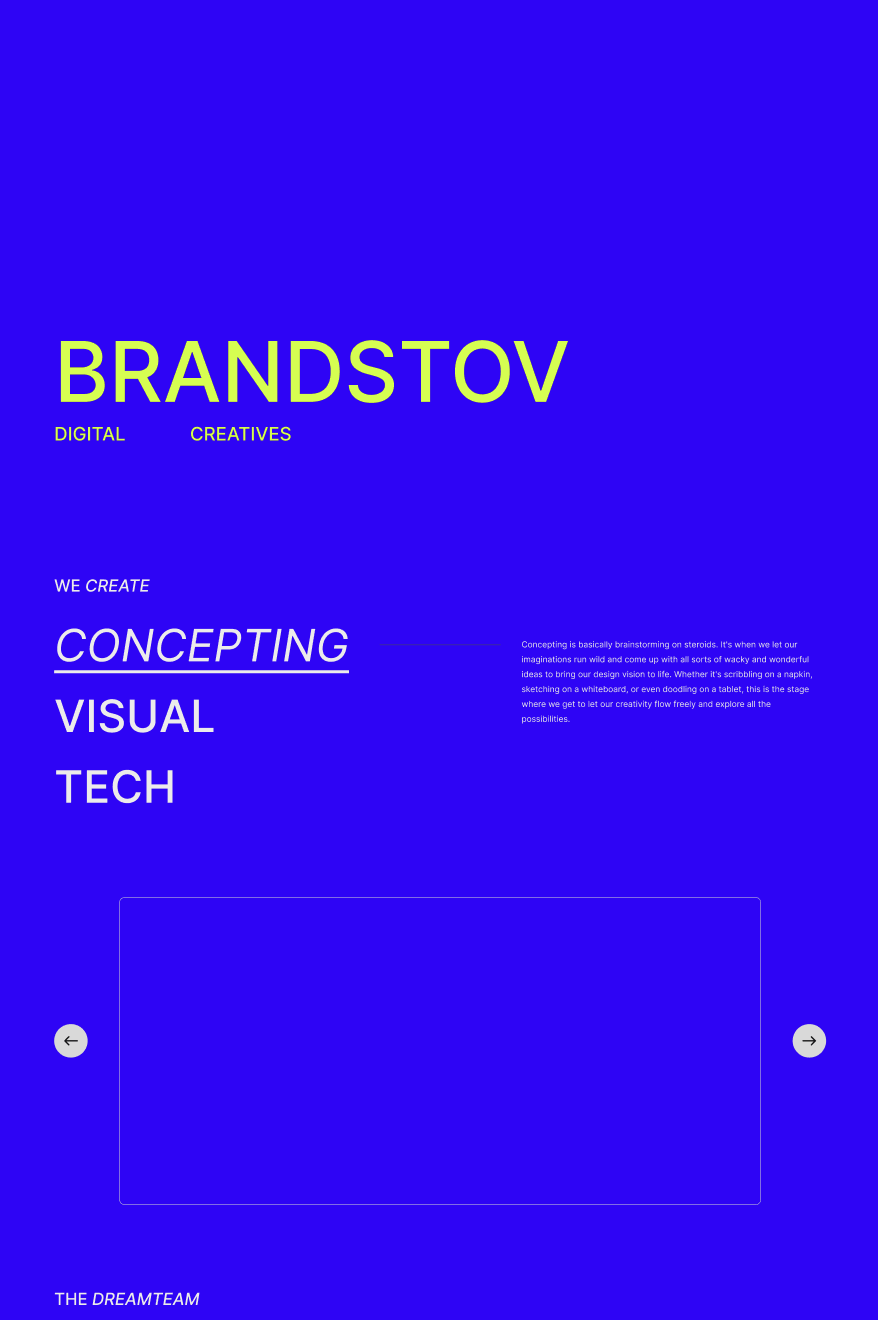 BRANDSTOV
DIGITAL CREATIVES
WE CREATE
CONCEPTING
Concepting is basically brainstorming on steroids. It's when we let our
imaginations run wild and come up with all sorts of wacky and wonderful
ideas to bring our design vision to life. Whether it's scribbling on a napkin,
sketching on a whiteboard, or even doodling on a tablet, this is the stage
where we get to let our creativity flow freely and explore all the
possibilities.
VISUAL
TECH
THE DREAMTEAM